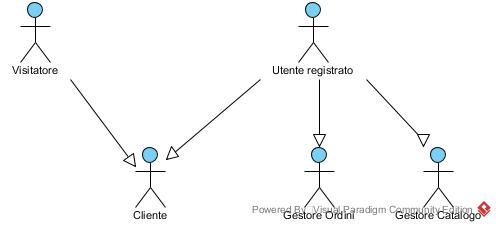 Visitatore
Utente registrato
Cliente
Gestore Ordini
Gestore Catalogo
Powered By Visual Paradigm Community Edition